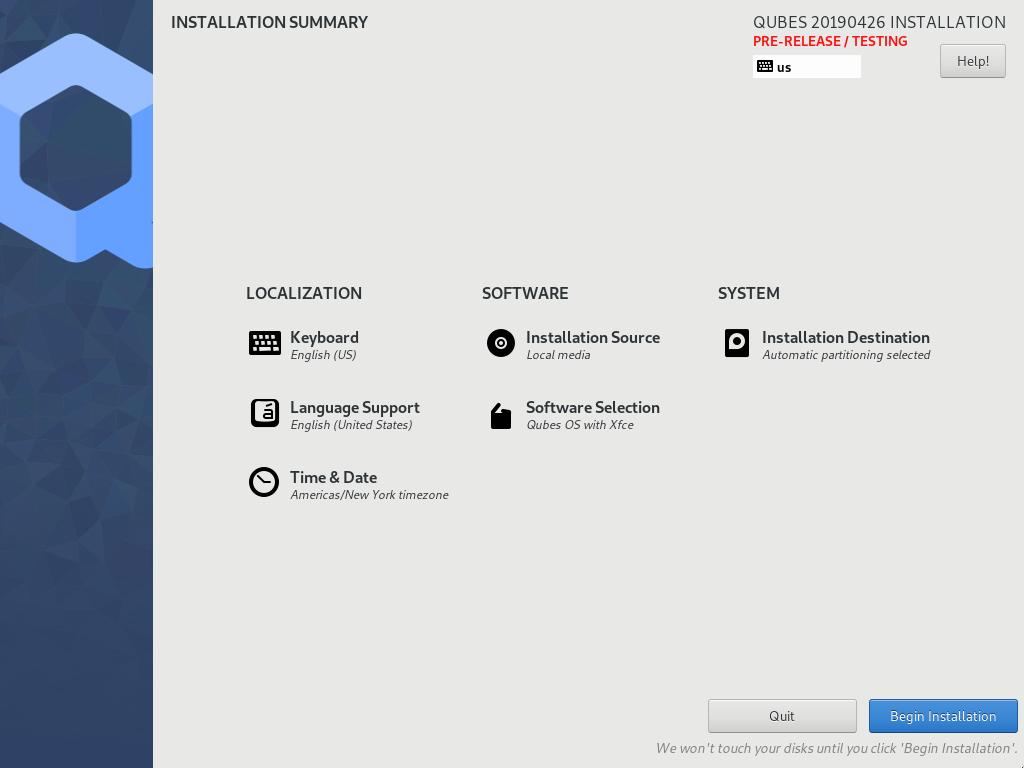 INSTALLATION SUMMARY
QUBES 20190426 INSTALLATION
PRE-RELEASE / TESTING
us
Help!
LOCALIZATION
Keyboard
English (US)
Language Support
English (United States)
Time & Date
Americas/New York timezone
SOFTWARE
Installation Source
Local media
Software Selection
Qubes OS with Xfce
SYSTEM
Installation Destination
Automatic partitioning selected
Quit
Begin Installation
We won't touch your disks until you click 'Begin Installation'.